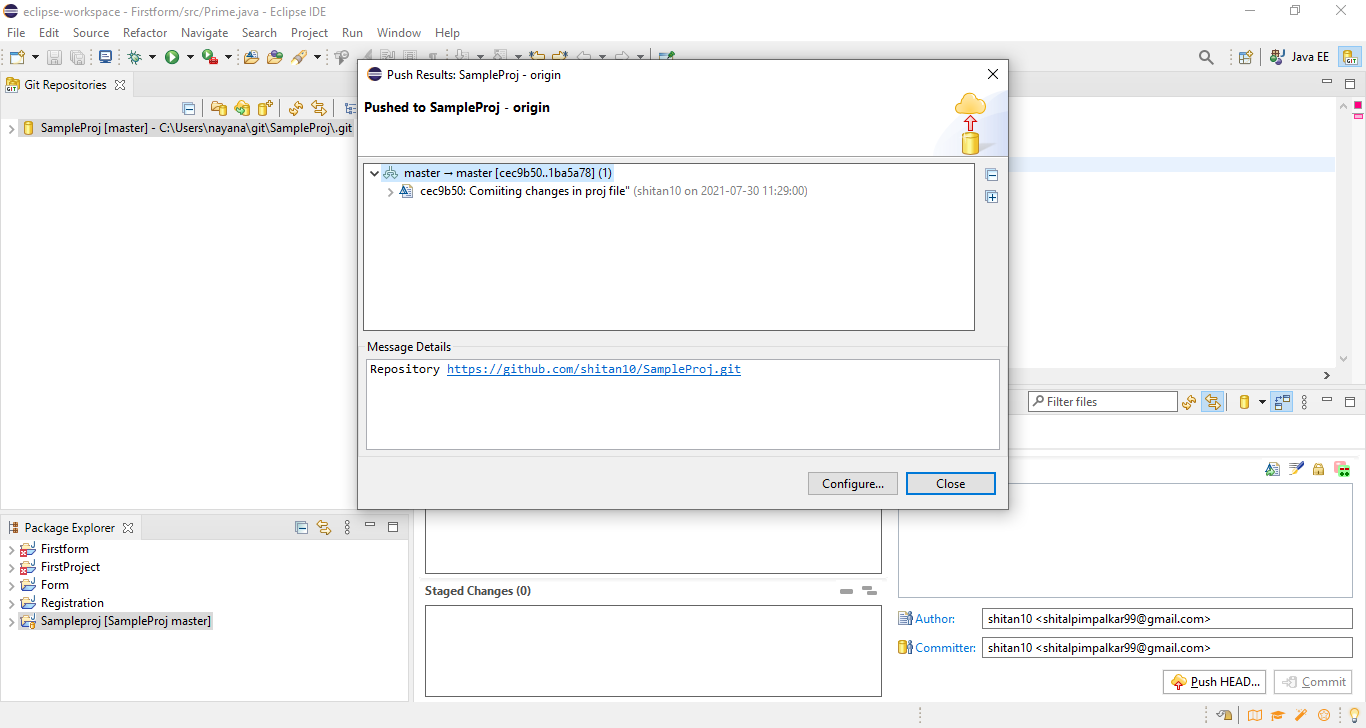 eclipse-workspace - Firstform/src/Prime.java - Eclipse IDE
File Edit Source Refactor Navigate Search Project Run Window Help
Java EE
Git Repositories
SampleProj [master] - C:\Users\nayana\git\SampleProj\.git
Push Results: SampleProj - origin
Pushed to SampleProj - origin
master → master [cec9b50..1ba5a78] (1)
cec9b50: Comiiting changes in proj file" (shitan10 on 2021-07-30 11:29:00)
Message Details
Repository https://github.com/shitan10/SampleProj.git
Configure... Close
Filter files
Package Explorer
Firstform
FirstProject
Form
Registration
Sampleproj [SampleProj master]
Staged Changes (0)
Author: shitan10 <shitalpimpalkar99@gmail.com>
Committer: shitan10 <shitalpimpalkar99@gmail.com>
Push HEAD... Commit